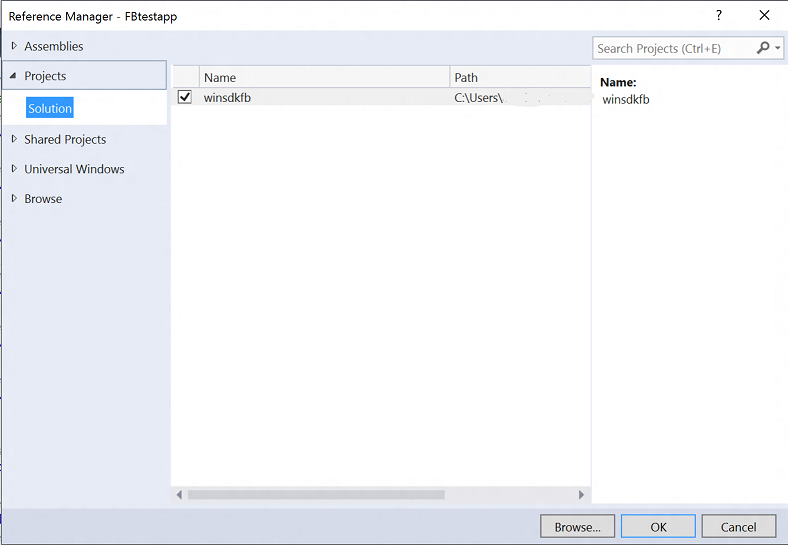 Reference Manager - FBtestapp
?
Assemblies
Projects
Solution
Shared Projects
Universal Windows
Browse
Name Path
winsdkfb C:\Users\
Search Projects (Ctrl+E)
Name:
winsdkfb
Browse... OK Cancel